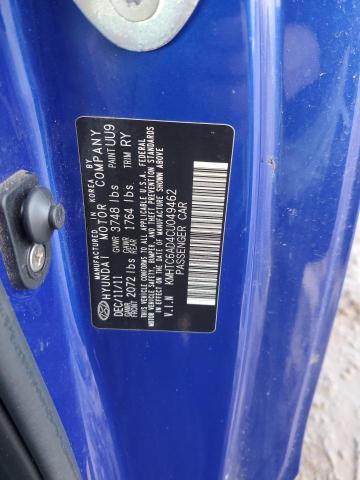 MANUFACTURED IN KOREA BY
HYUNDAI MOTOR COMPANY
DEC/11/11 GVWR 3748 lbs PAINT UU9
GAWR FRONT 2072 lbs GAWR REAR 1764 lbs TRIM RY
THIS VEHICLE CONFORMS TO ALL APPLICABLE U.S.A. FEDERAL
MOTOR VEHICLE SAFETY, BUMPER AND THEFT PREVENTION
STANDARDS IN EFFECT ON THE DATE OF MANUFACTURE SHOWN ABOVE
V.I.N KMHTC6AD4CU049462
PASSENGER CAR